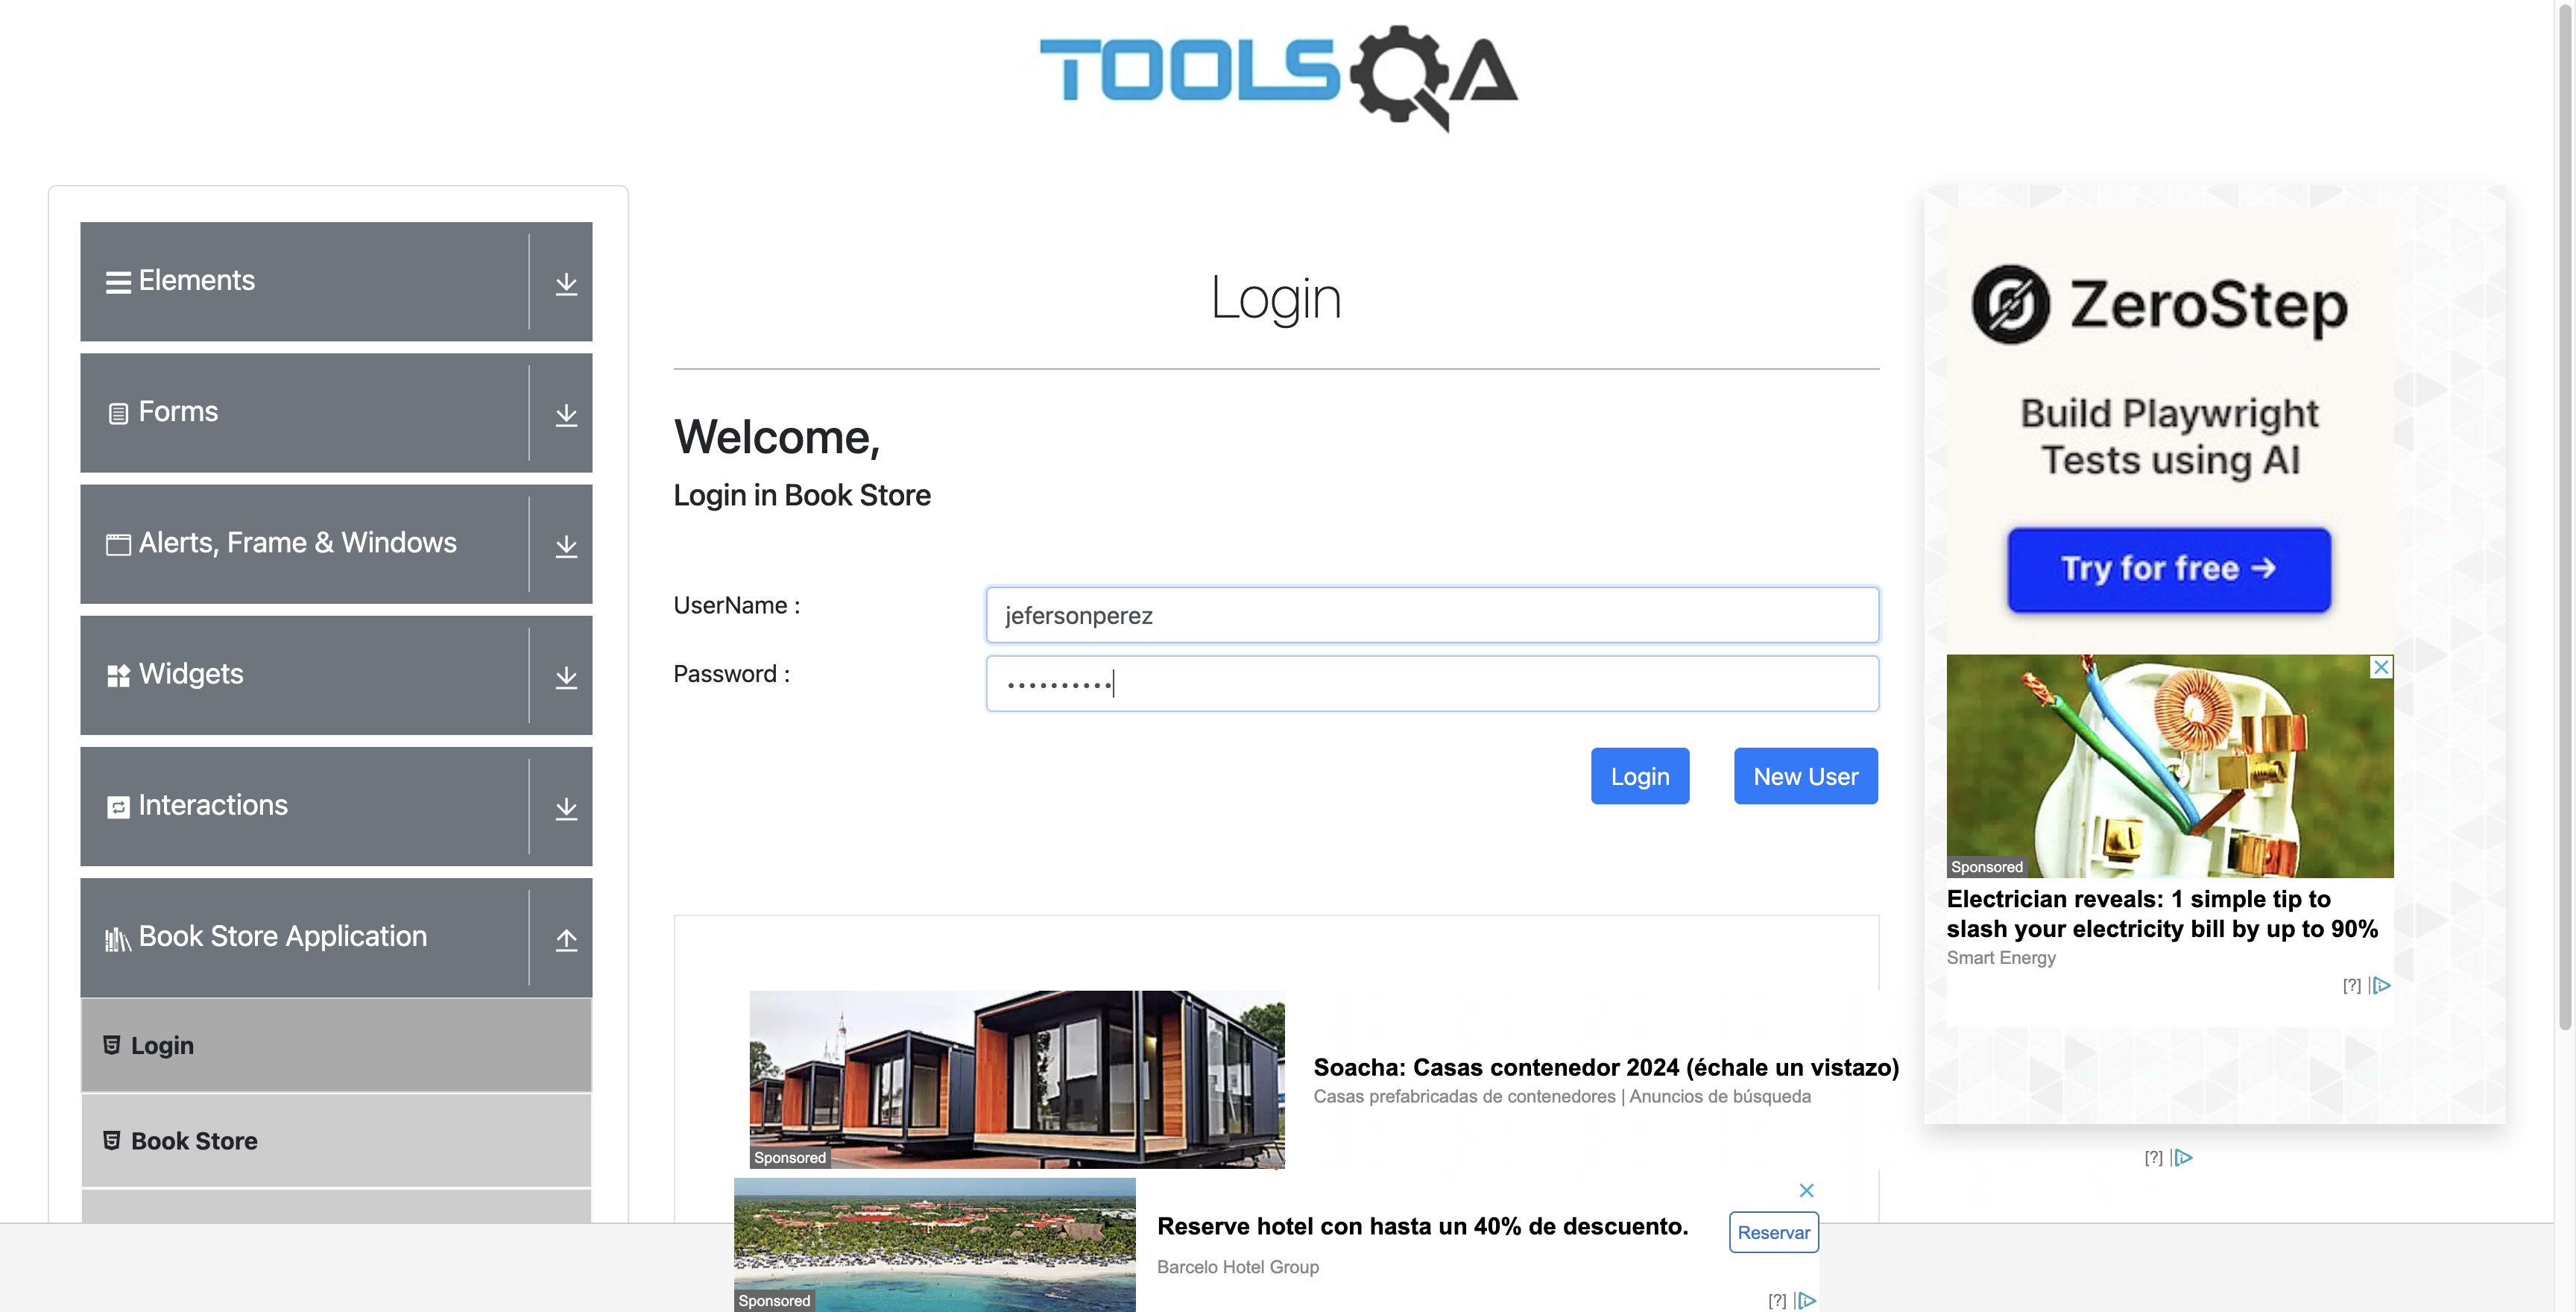 TOOLSQA
Elements
Forms
Alerts, Frame & Windows
Widgets
Interactions
Book Store Application
Login
Book Store
Login
Welcome,
Login in Book Store
UserName :
jefersonperez
Password :
••••••••••
Login
New User
Sponsored
Soacha: Casas contenedor 2024 (échale un vistazo)
Casas prefabricadas de contenedores | Anuncios de búsqueda
Sponsored
Reserve hotel con hasta un 40% de descuento.
Barcelo Hotel Group
Reservar
[?]
ZeroStep
Build Playwright
Tests using AI
Try for free →
Sponsored
Electrician reveals: 1 simple tip to
slash your electricity bill by up to 90%
Smart Energy
[?]
[?]